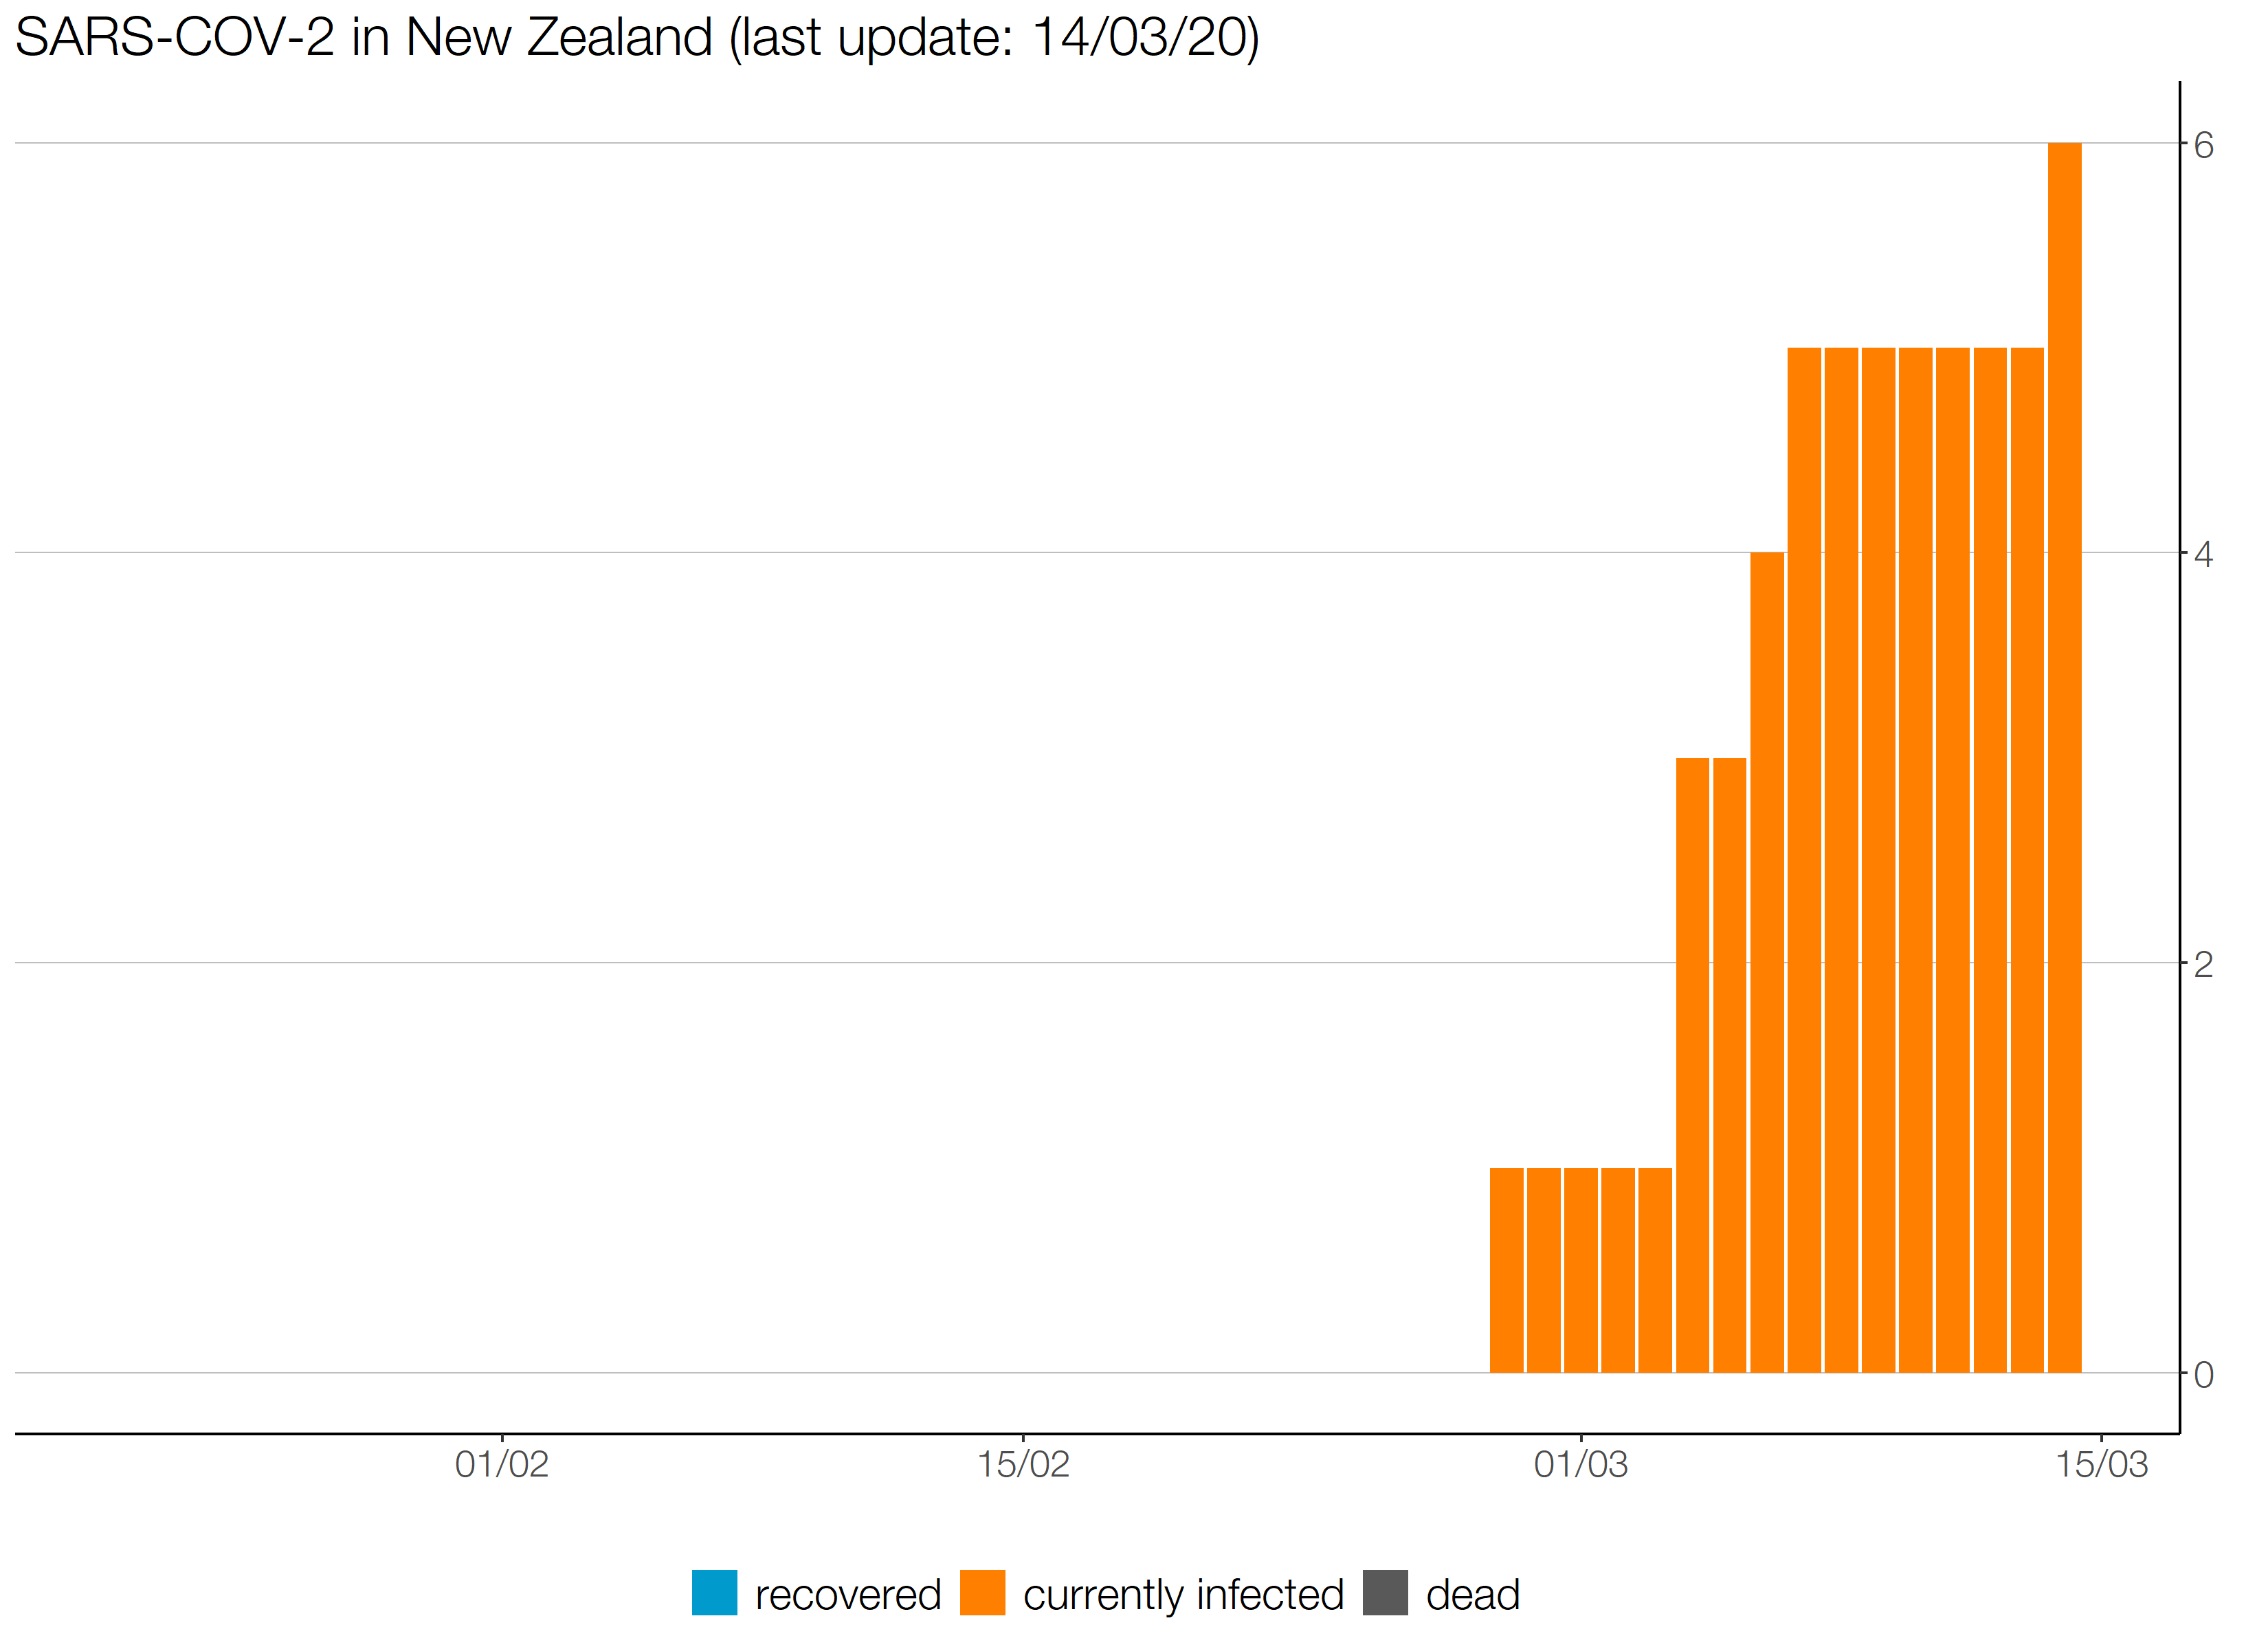 SARS-COV-2 in New Zealand (last update: 14/03/20)
6
4
2
0
01/02 15/02 01/03 15/03
recovered currently infected dead